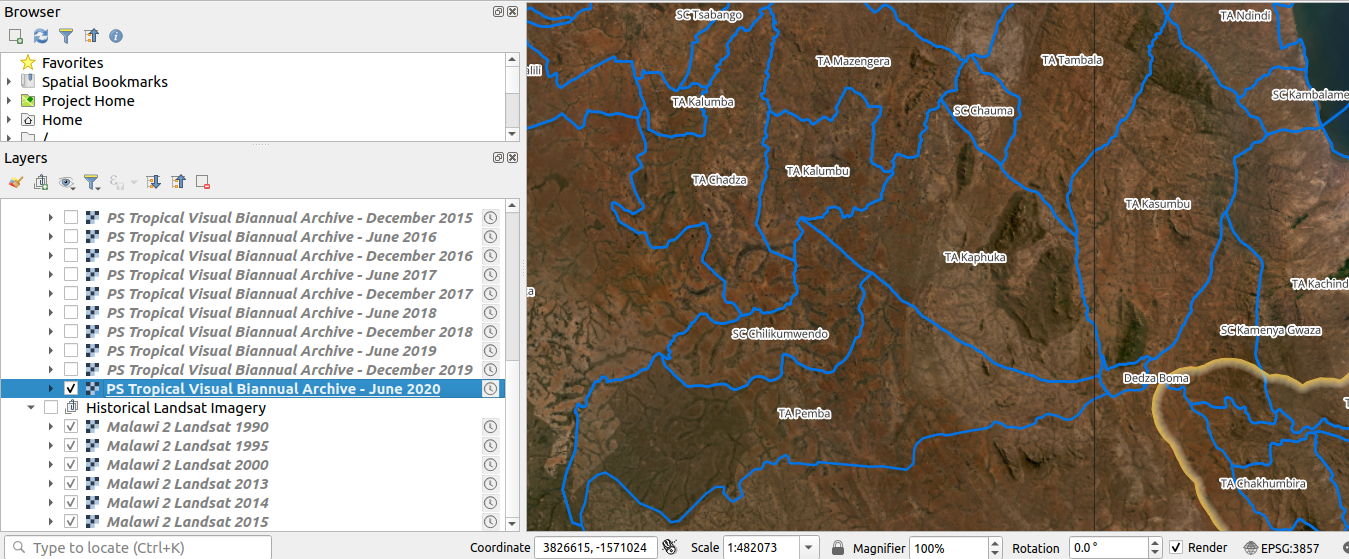 Browser
Favorites
Spatial Bookmarks
Project Home
Home
/
Layers
PS Tropical Visual Biannual Archive - December 2015
PS Tropical Visual Biannual Archive - June 2016
PS Tropical Visual Biannual Archive - December 2016
PS Tropical Visual Biannual Archive - June 2017
PS Tropical Visual Biannual Archive - December 2017
PS Tropical Visual Biannual Archive - June 2018
PS Tropical Visual Biannual Archive - December 2018
PS Tropical Visual Biannual Archive - June 2019
PS Tropical Visual Biannual Archive - December 2019
PS Tropical Visual Biannual Archive - June 2020
Historical Landsat Imagery
Malawi 2 Landsat 1990
Malawi 2 Landsat 1995
Malawi 2 Landsat 2000
Malawi 2 Landsat 2013
Malawi 2 Landsat 2014
Malawi 2 Landsat 2015
SC Tsabango
TA Ndindi
TA Mazengera
TA Tambala
alili
TA Kalumba
SC Chauma
SC Kambalame
TA Kalumbu
TA Chadza
TA Kasumbu
TA Kaphuka
TA Kachind
za
SC Chilikumwendo
SC Kamenya Gwaza
Dedza Boma
TA Pemba
TA Chakhumbira
Type to locate (Ctrl+K)
Coordinate 3826615, -1571024 Scale 1:482073 Magnifier 100% Rotation 0.0 ° Render EPSG:3857